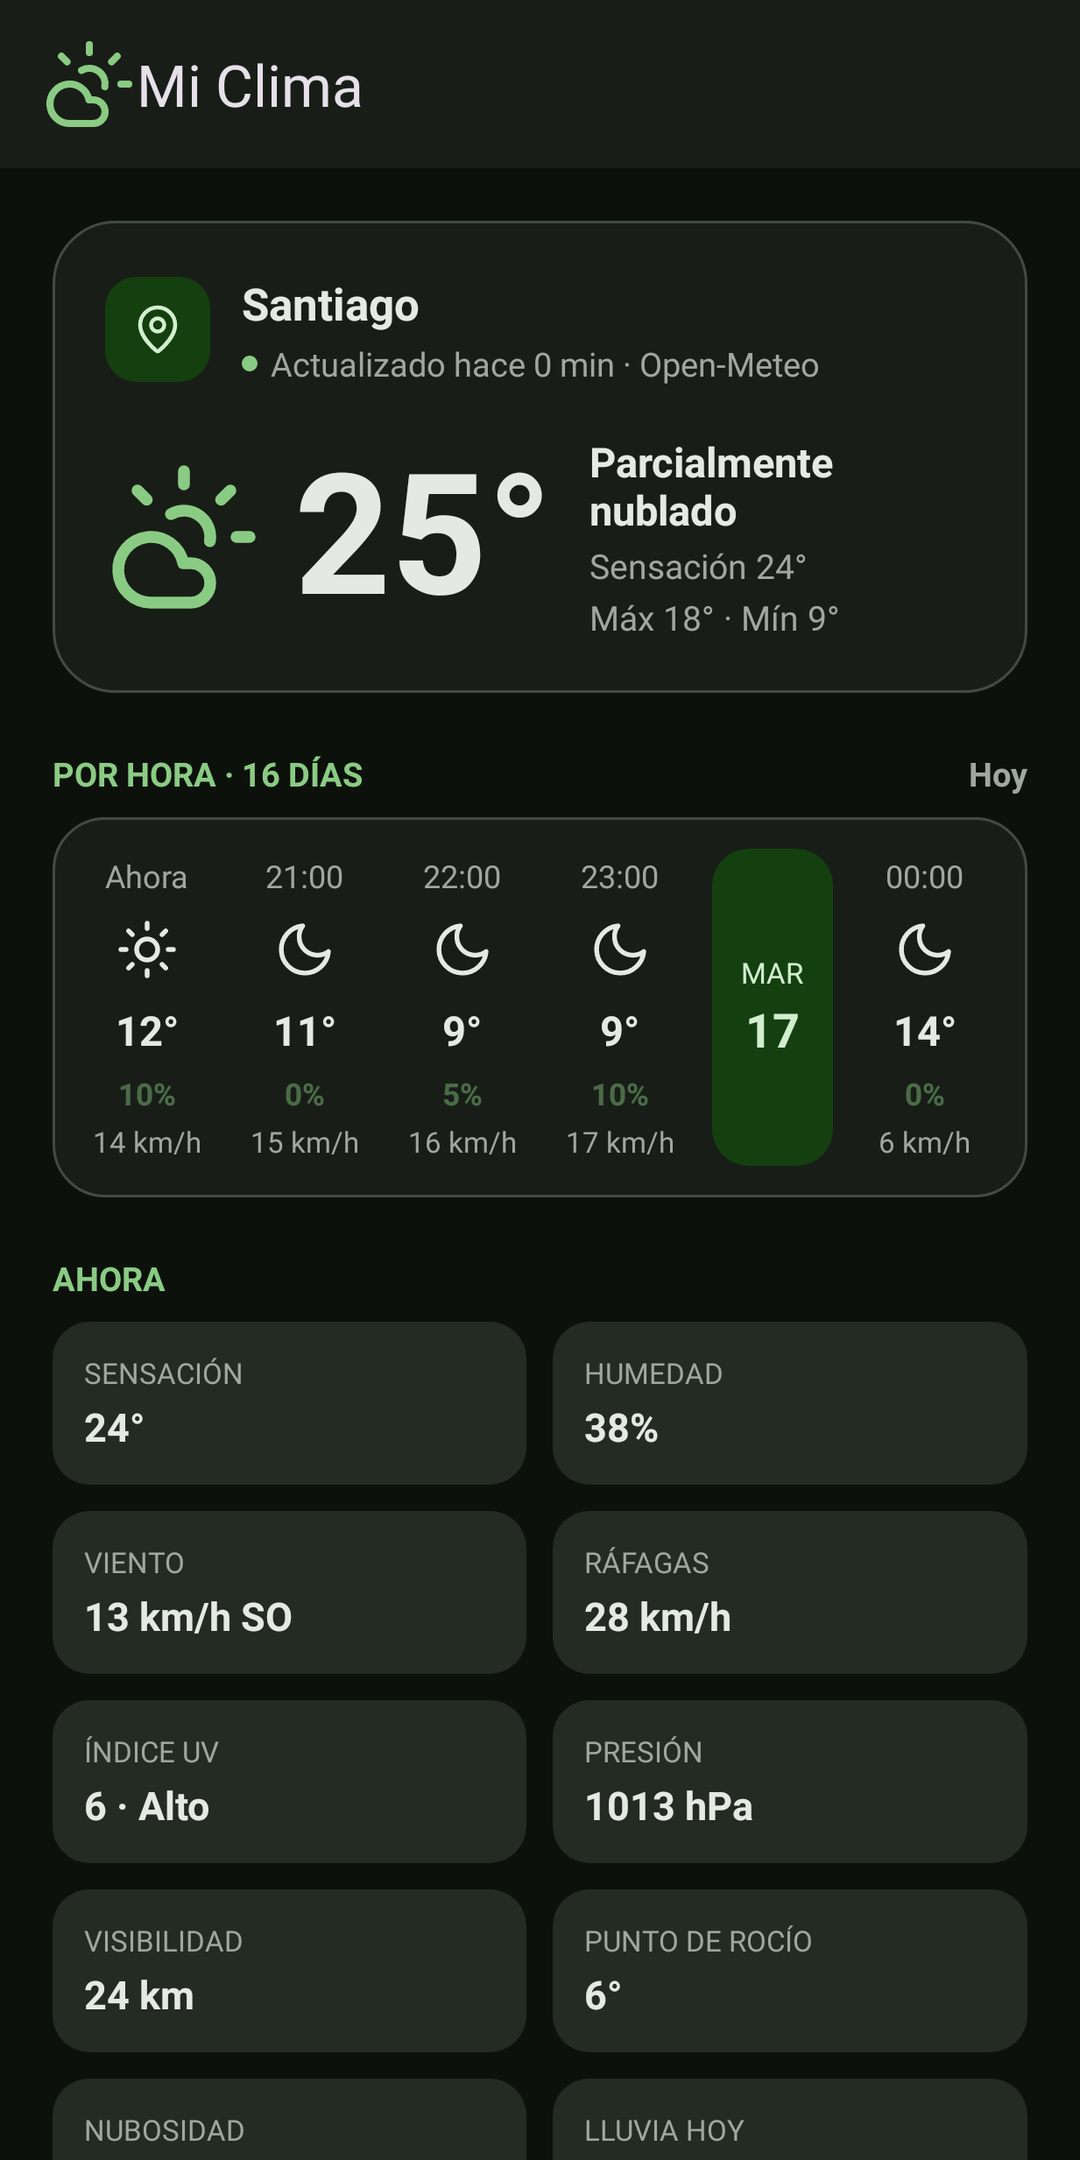 Mi Clima
Santiago
Actualizado hace 0 min · Open-Meteo
25°
Parcialmente
nublado
Sensación 24°
Máx 18° · Mín 9°
POR HORA · 16 DÍAS
Hoy
Ahora 21:00 22:00 23:00 00:00
MAR
17
12° 11° 9° 9° 14°
10% 0% 5% 10% 0%
14 km/h 15 km/h 16 km/h 17 km/h 6 km/h
AHORA
SENSACIÓN
24°
HUMEDAD
38%
VIENTO
13 km/h SO
RÁFAGAS
28 km/h
ÍNDICE UV
6 · Alto
PRESIÓN
1013 hPa
VISIBILIDAD
24 km
PUNTO DE ROCÍO
6°
NUBOSIDAD
LLUVIA HOY